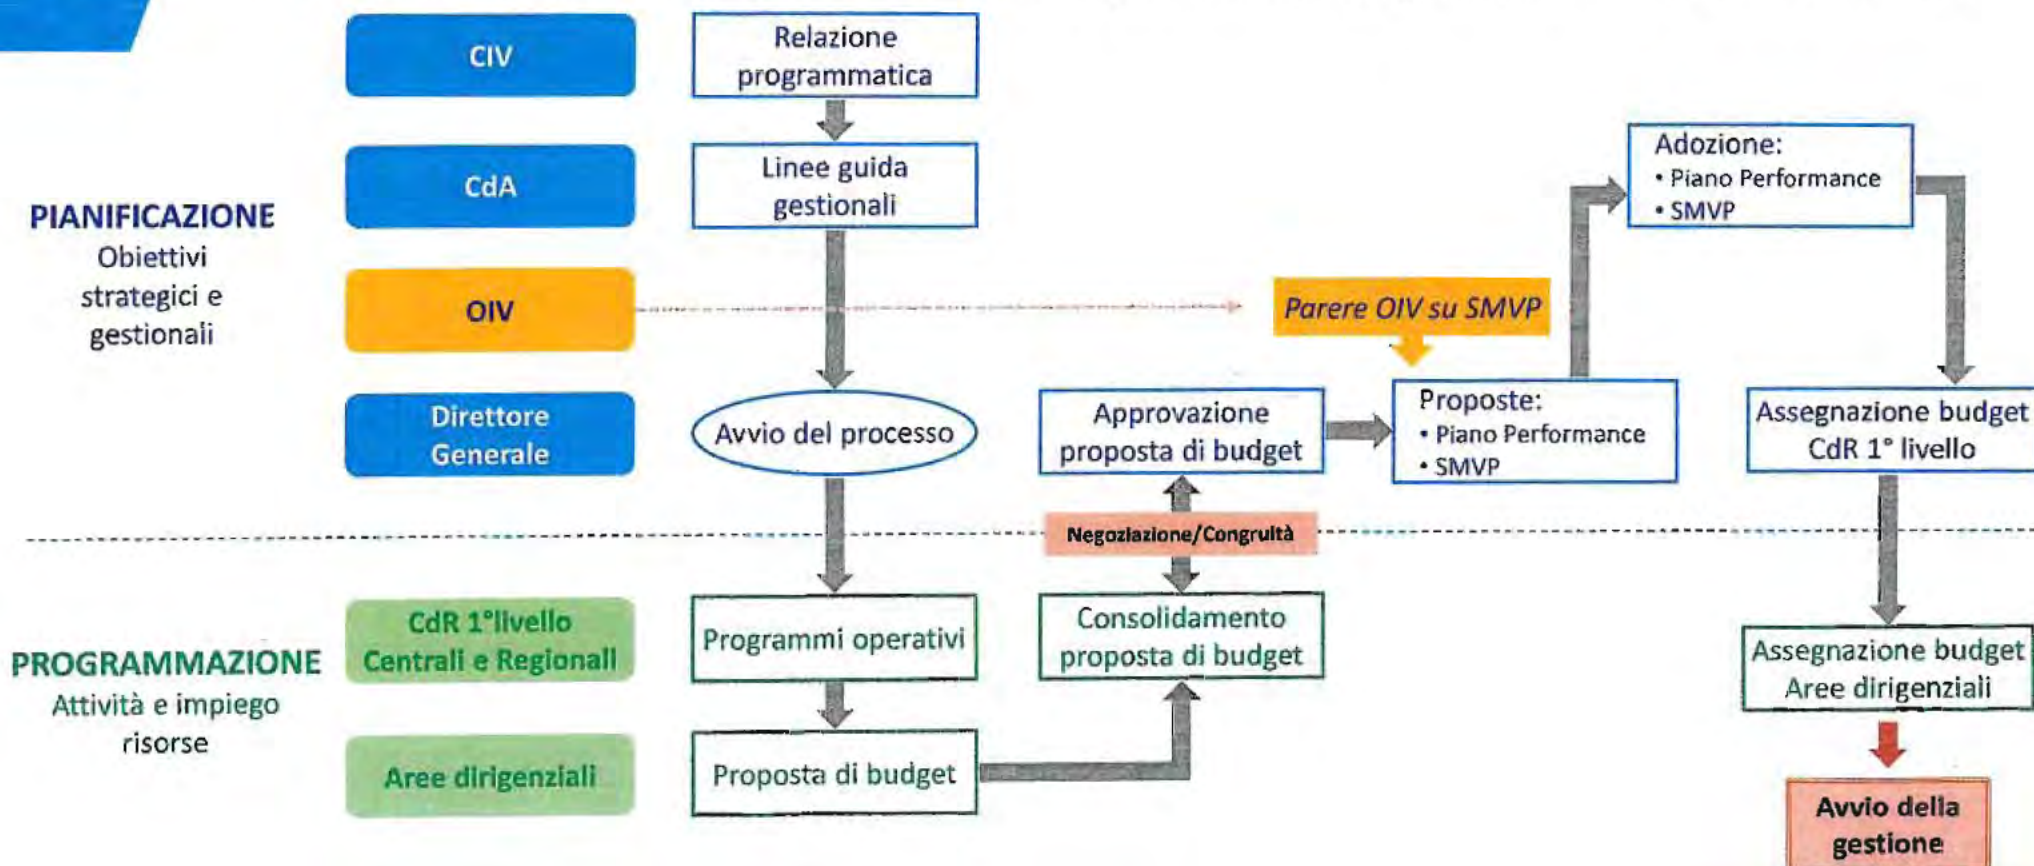 CIV
Relazione
programmatica
CdA
Linee guida
gestionali
Adozione:
• Piano Performance
• SMVP
PIANIFICAZIONE
Obiettivi
strategici e
gestionali
OIV
Parere OIV su SMVP
Direttore
Generale
Avvio del processo
Approvazione
proposta di budget
Proposte:
• Piano Performance
• SMVP
Assegnazione budget
CdR 1° livello
Negoziazione/Congruità
PROGRAMMAZIONE
Attività e impiego
risorse
CdR 1°livello
Centrali e Regionali
Programmi operativi
Consolidamento
proposta di budget
Assegnazione budget
Aree dirigenziali
Aree dirigenziali
Proposta di budget
Avvio della
gestione